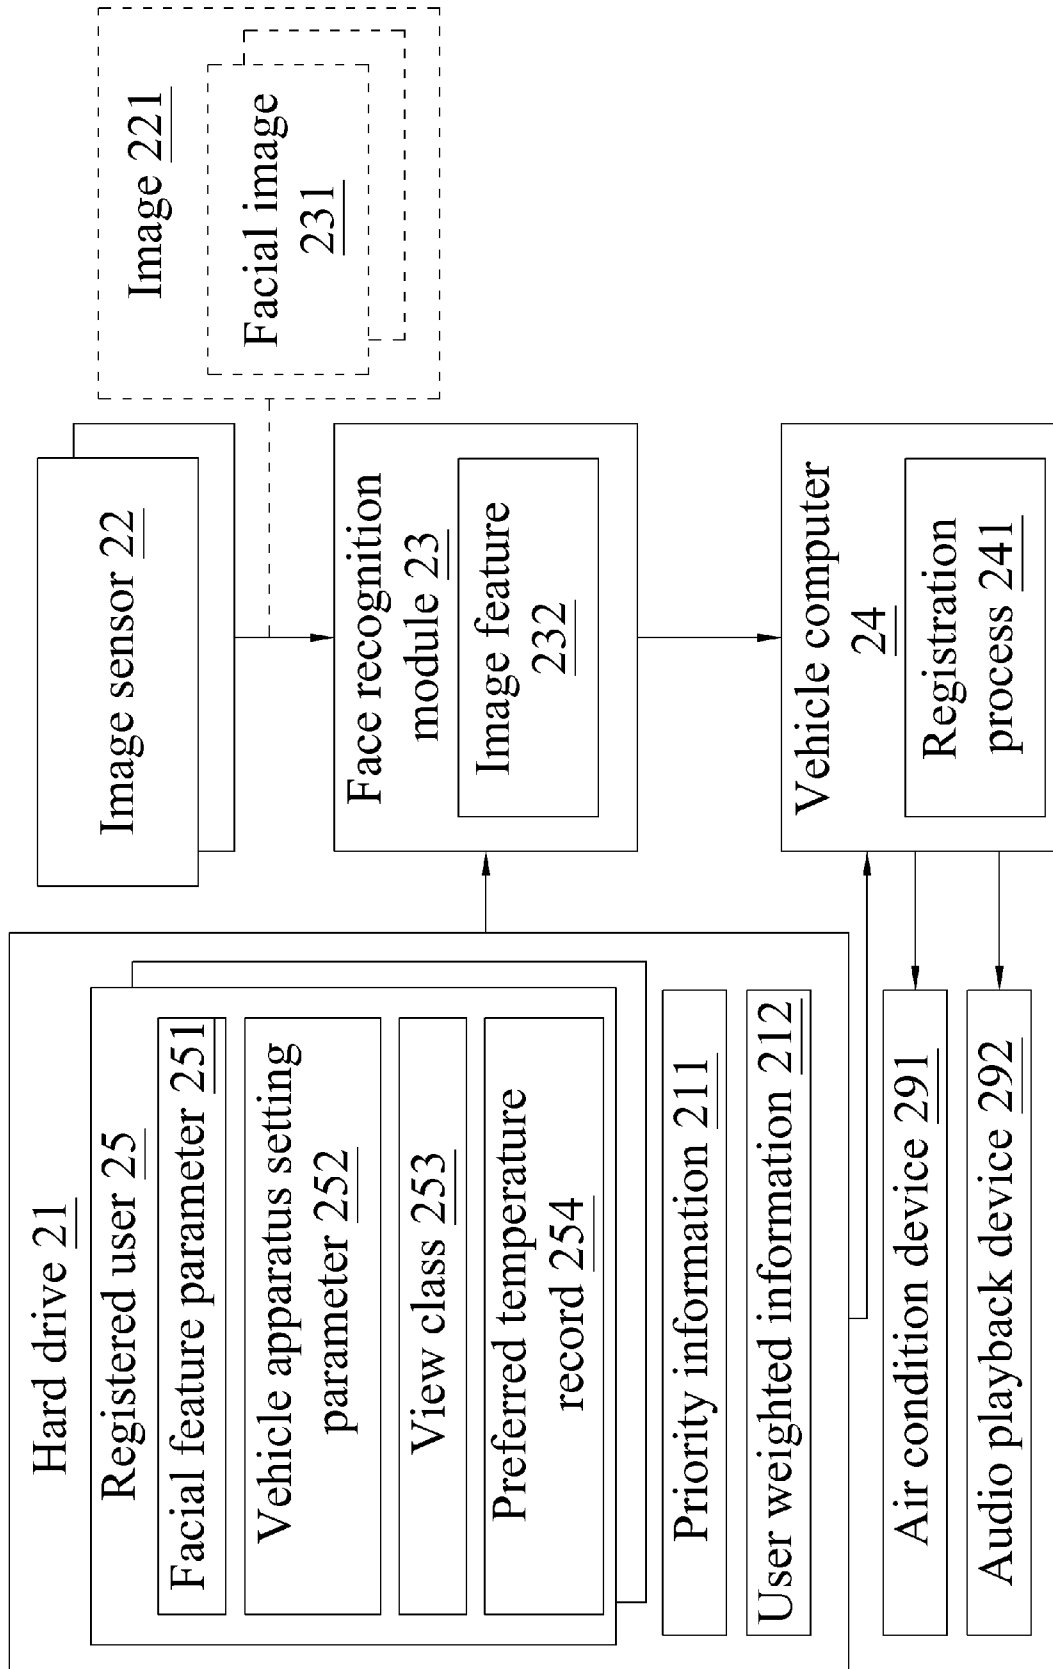 Hard drive 21
Registered user 25
Facial feature parameter 251
Vehicle apparatus setting
parameter 252
View class 253
Preferred temperature
record 254
Priority information 211
User weighted information 212
Air condition device 291
Audio playback device 292
Image sensor 22
Face recognition
module 23
Image feature
232
Vehicle computer
24
Registration
process 241
Image 221
Facial image
231